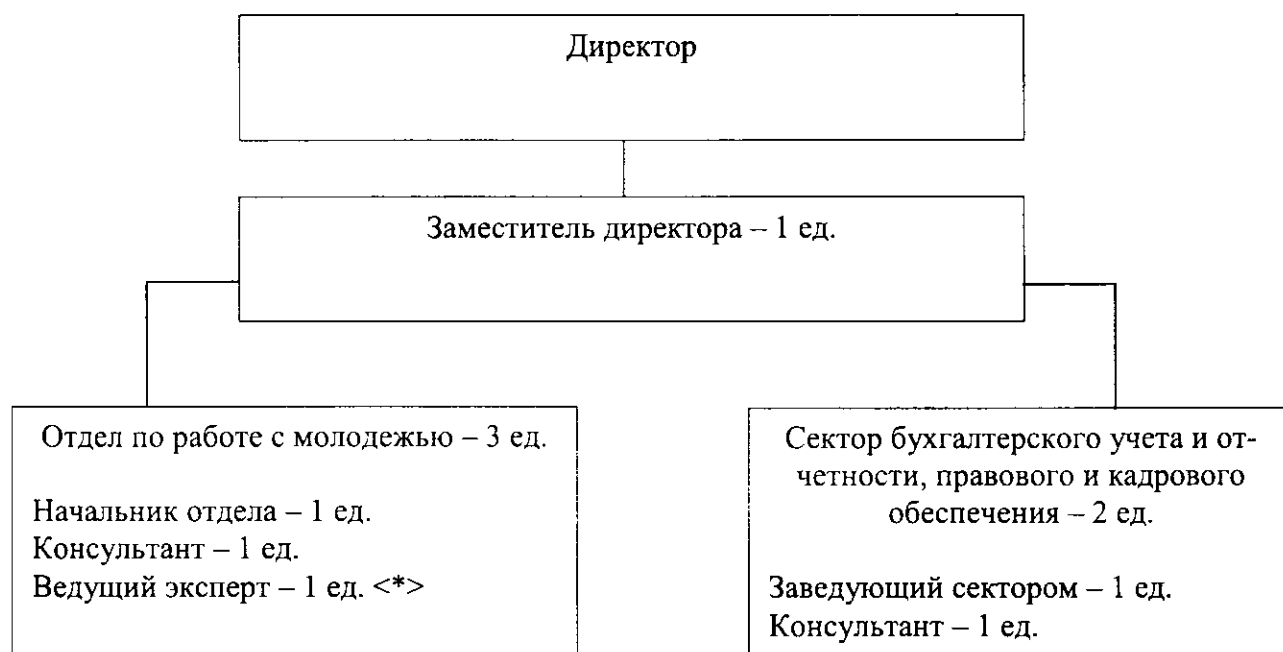 Директор
Заместитель директора – 1 ед.
Отдел по работе с молодежью – 3 ед.
Начальник отдела – 1 ед.
Консультант – 1 ед.
Ведущий эксперт – 1 ед. <*>
Сектор бухгалтерского учета и от-
четности, правового и кадрового
обеспечения – 2 ед.
Заведующий сектором – 1 ед.
Консультант – 1 ед.